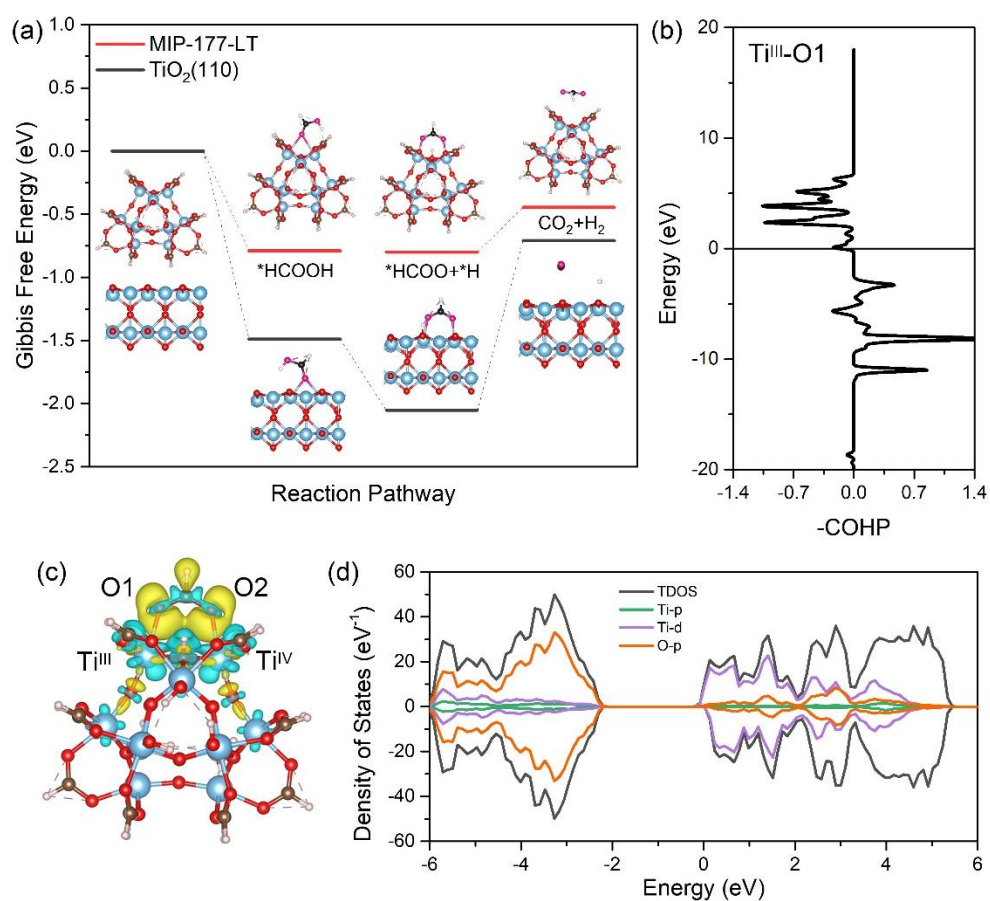 (a)
1.0
0.5
0.0
-0.5
-1.0
-1.5
-2.0
-2.5
Gibbis Free Energy (eV)
MIP-177-LT
TiO₂(110)
*HCOOH
*HCOO+*H
CO₂+H₂
Reaction Pathway
(b)
Tiᴵᴵᴵ-O1
20
10
0
-10
-20
Energy (eV)
-1.4 -0.7 0.0 0.7 1.4
-COHP
(c)
O1 O2
Tiᴵᴵᴵ Tiᴵⱽ
(d)
60
40
20
0
20
40
60
Density of States (eV⁻¹)
TDOS
Ti-p
Ti-d
O-p
-6 -4 -2 0 2 4 6
Energy (eV)